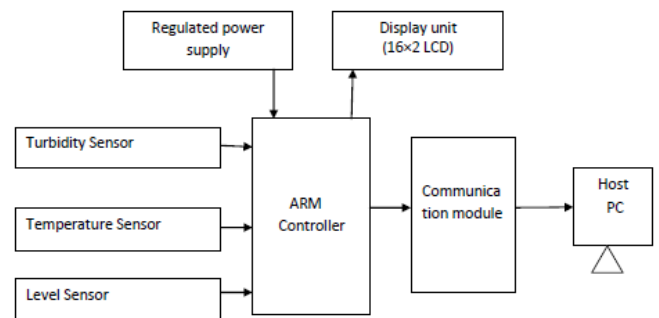 Regulated power
supply
Display unit
(16×2 LCD)
Turbidity Sensor
Temperature Sensor
Level Sensor
ARM
Controller
Communica
tion module
Host
PC